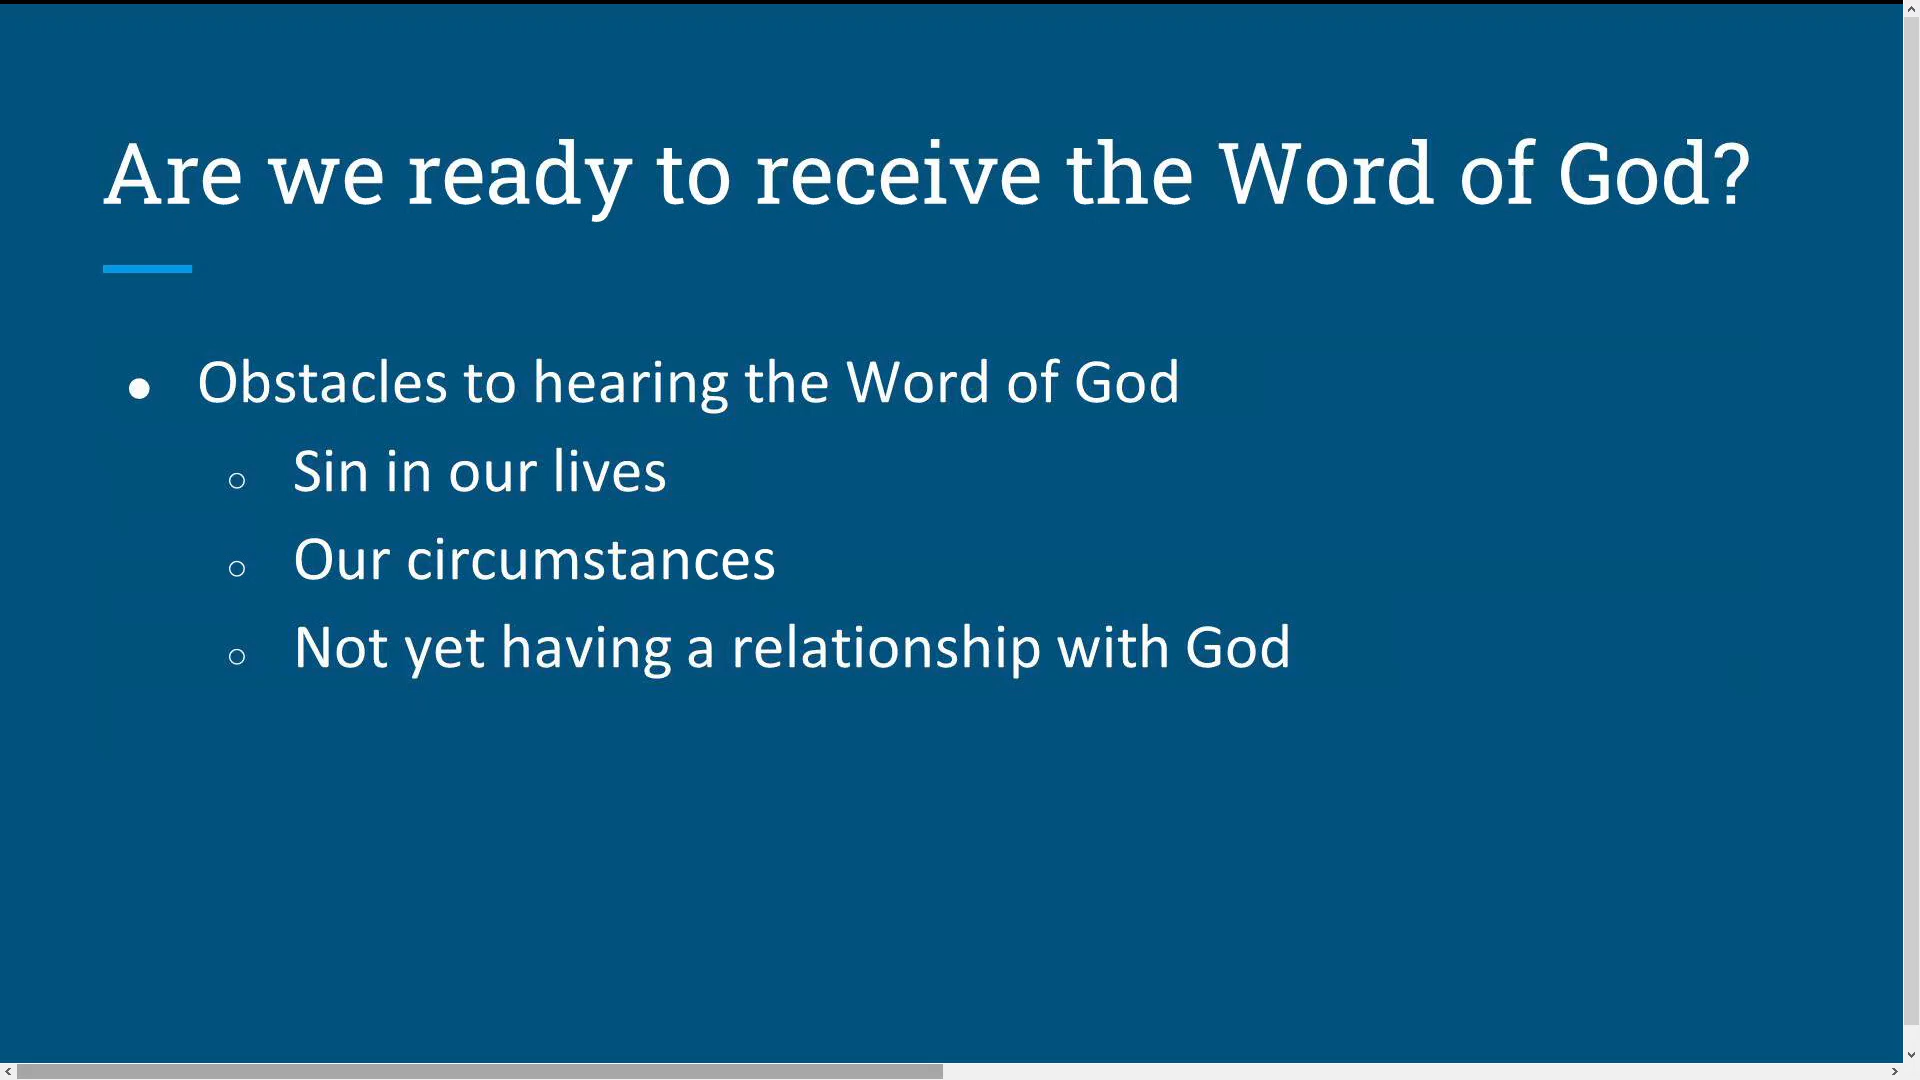 Are we ready to receive the Word of God?
● Obstacles to hearing the Word of God
○ Sin in our lives
○ Our circumstances
○ Not yet having a relationship with God